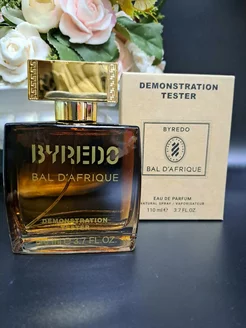 BYREDO
BAL D'AFRIQUE
DEMONSTRATION
TESTER
3.7 FL.OZ
DEMONSTRATION
TESTER
BYREDO
BAL D'AFRIQUE
EAU DE PARFUM
NATURAL SPRAY / VAPORISATEUR
110 ml ℮ 3.7 FL.OZ